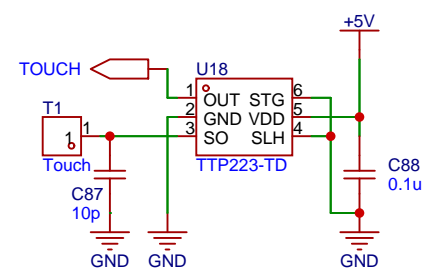 +5V
TOUCH
U18
1 OUT STG 6
2 GND VDD 5
3 SO SLH 4
TTP223-TD
T1
1 1
Touch
C87
10p
C88
0.1u
GND GND GND